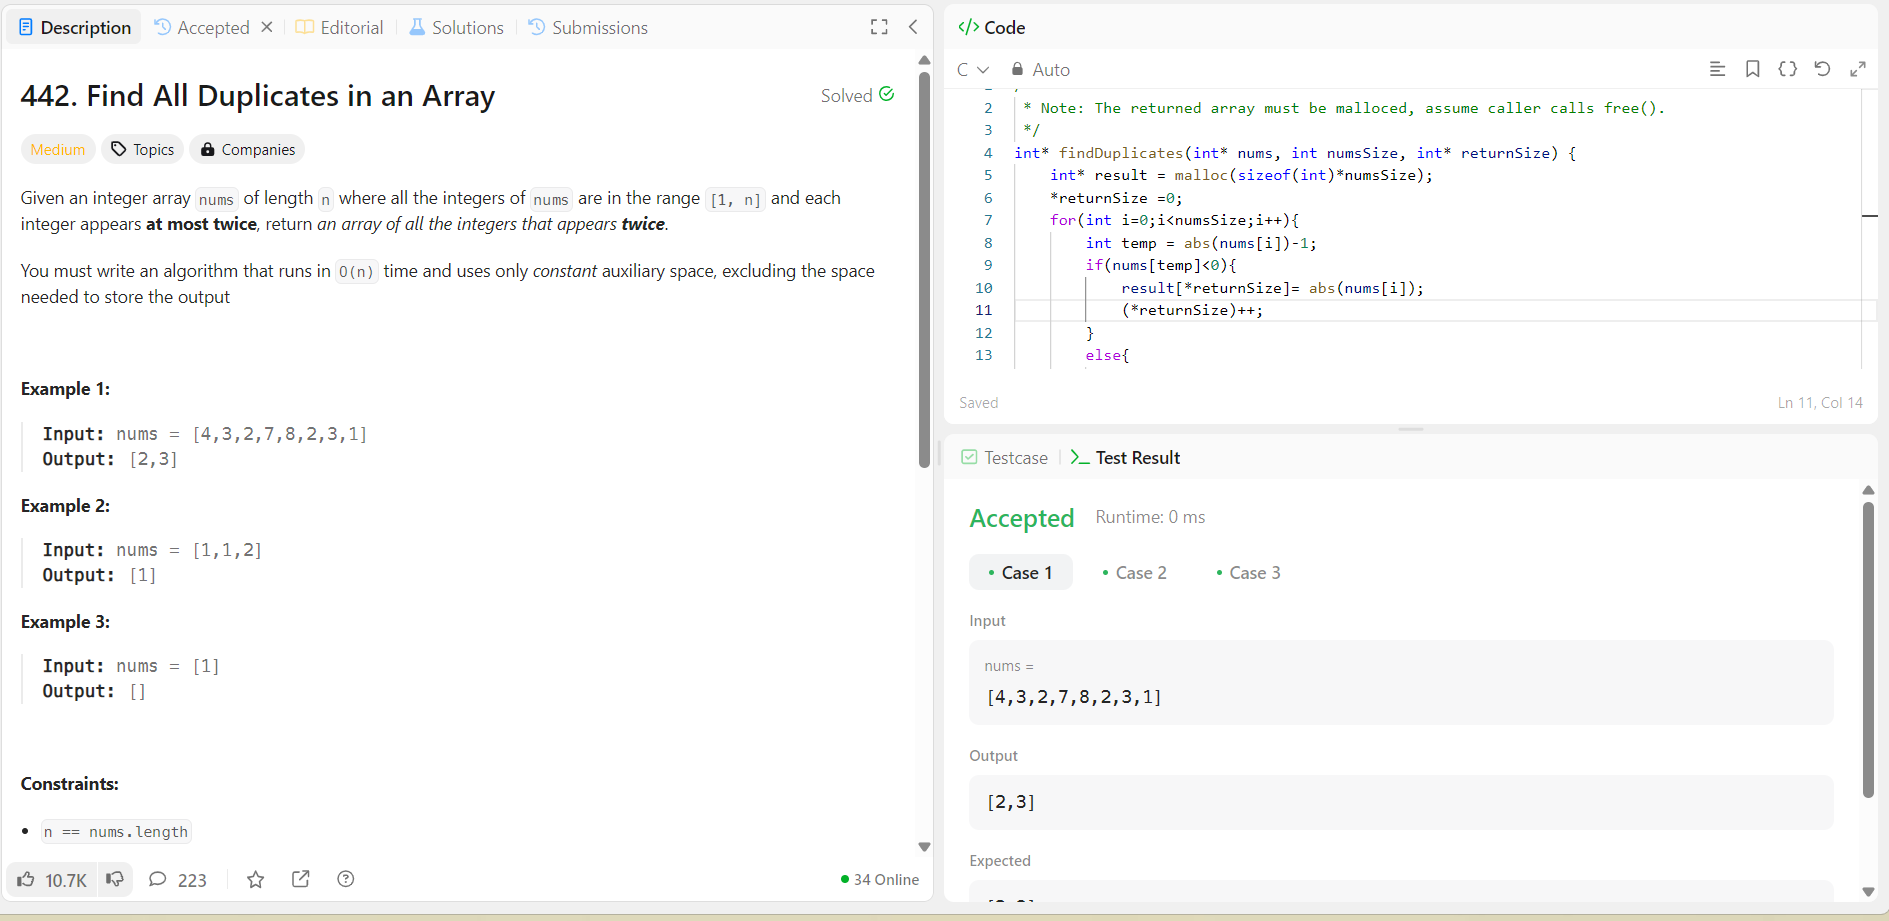 Description
Accepted
Editorial
Solutions
Submissions
442. Find All Duplicates in an Array
Solved
Medium
Topics
Companies
Given an integer array nums of length n where all the integers of nums are in the range [1, n] and each
integer appears at most twice, return an array of all the integers that appears twice.
You must write an algorithm that runs in O(n) time and uses only constant auxiliary space, excluding the space
needed to store the output
Example 1:
Input: nums = [4,3,2,7,8,2,3,1]
Output: [2,3]
Example 2:
Input: nums = [1,1,2]
Output: [1]
Example 3:
Input: nums = [1]
Output: []
Constraints:
• n == nums.length
10.7K
223
34 Online
</> Code
C
Auto
2 * Note: The returned array must be malloced, assume caller calls free().
3 */
4 int* findDuplicates(int* nums, int numsSize, int* returnSize) {
5 int* result = malloc(sizeof(int)*numsSize);
6 *returnSize =0;
7 for(int i=0;i<numsSize;i++){
8 int temp = abs(nums[i])-1;
9 if(nums[temp]<0){
10 result[*returnSize]= abs(nums[i]);
11 (*returnSize)++;
12 }
13 else{
Saved
Ln 11, Col 14
Testcase
Test Result
Accepted
Runtime: 0 ms
• Case 1
• Case 2
• Case 3
Input
nums =
[4,3,2,7,8,2,3,1]
Output
[2,3]
Expected